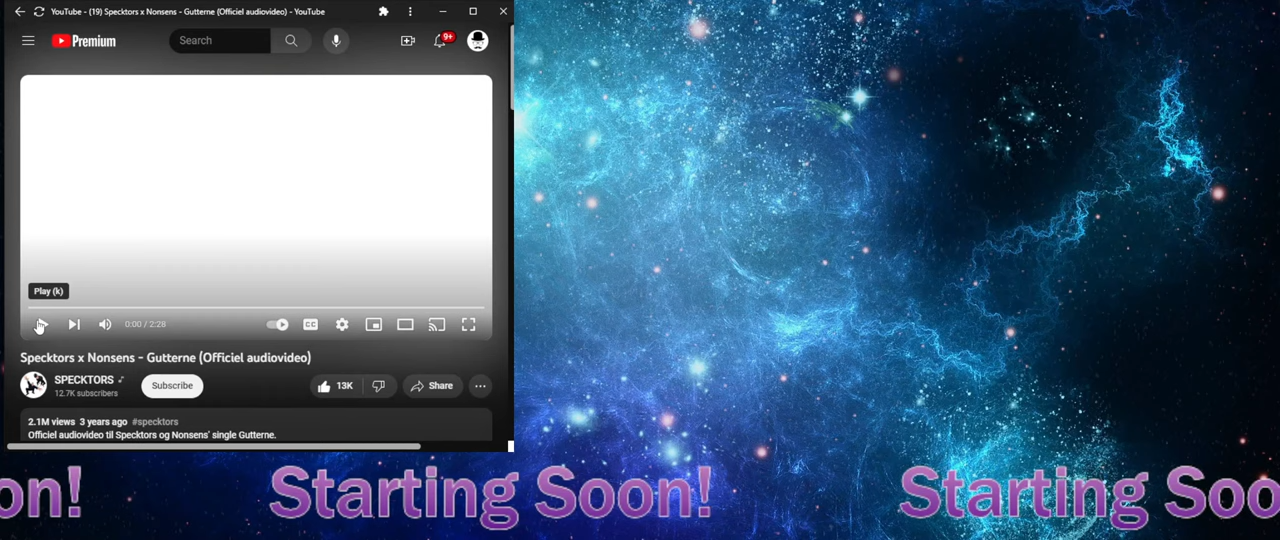 YouTube - (19) Specktors x Nonsens - Gutterne (Officiel audiovideo) - YouTube
Premium
Search
9+
Play (k)
0:00 / 2:28
CC
Specktors x Nonsens - Gutterne (Officiel audiovideo)
SPECKTORS
12.7K subscribers
Subscribe
13K
Share
2.1M views 3 years ago #specktors
Officiel audiovideo til Specktors og Nonsens' single Gutterne.
on! Starting Soon! Starting Soo